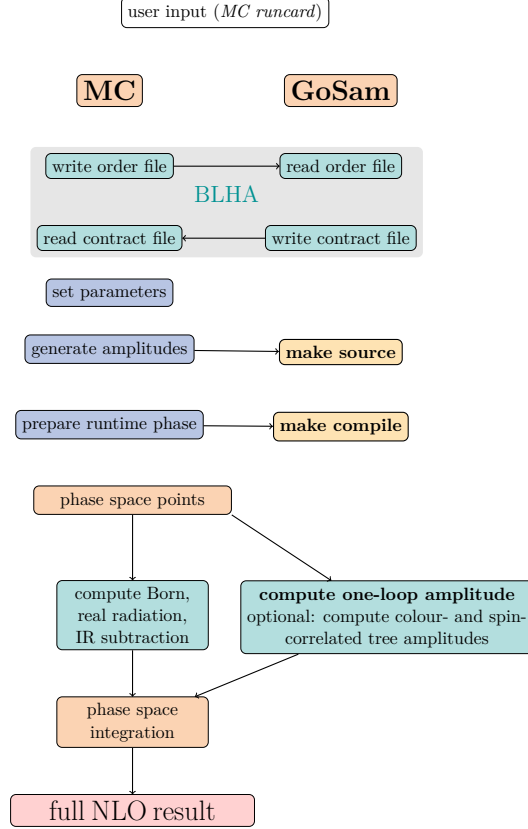 user input (MC runcard)
MC GoSam
write order file read order file
BLHA
read contract file write contract file
set parameters
generate amplitudes make source
prepare runtime phase make compile
phase space points
compute Born,
real radiation,
IR subtraction
compute one-loop amplitude
optional: compute colour- and spin-
correlated tree amplitudes
phase space
integration
full NLO result